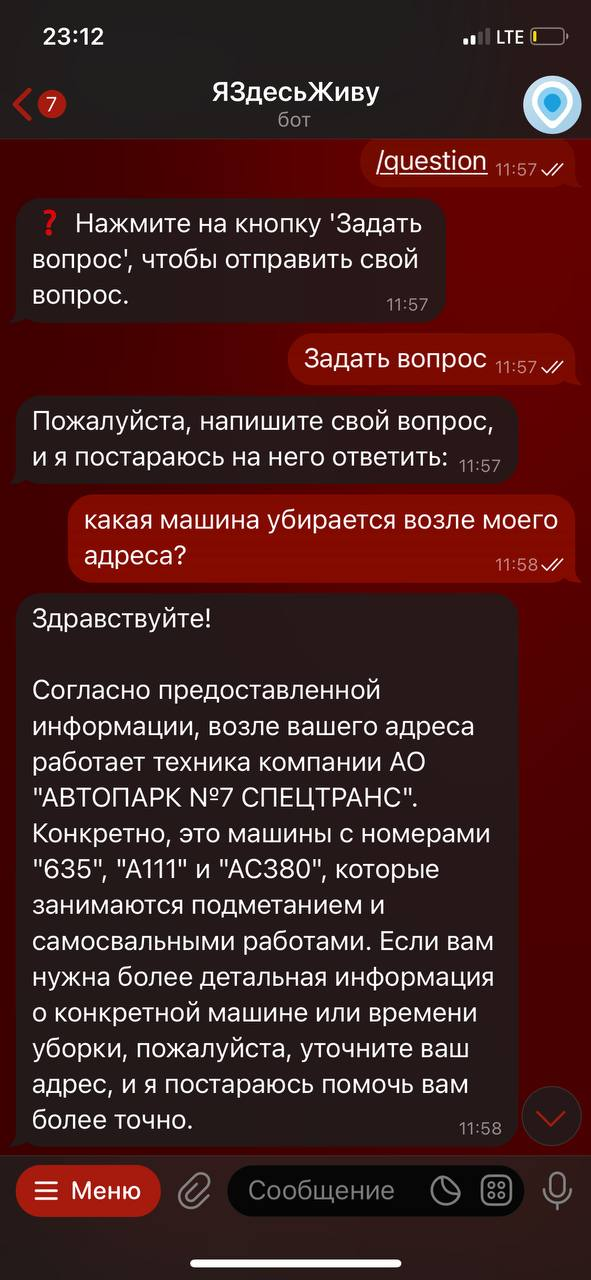 23:12
LTE
7
ЯЗдесьЖиву
бот
/question 11:57
❓ Нажмите на кнопку 'Задать
вопрос', чтобы отправить свой
вопрос.
11:57
Задать вопрос 11:57
Пожалуйста, напишите свой вопрос,
и я постараюсь на него ответить: 11:57
какая машина убирается возле моего
адреса?
11:58
Здравствуйте!
Согласно предоставленной
информации, возле вашего адреса
работает техника компании АО
"АВТОПАРК №7 СПЕЦТРАНС".
Конкретно, это машины с номерами
"635", "А111" и "АС380", которые
занимаются подметанием и
самосвальными работами. Если вам
нужна более детальная информация
о конкретной машине или времени
уборки, пожалуйста, уточните ваш
адрес, и я постараюсь помочь вам
более точно.
11:58
Меню
Сообщение